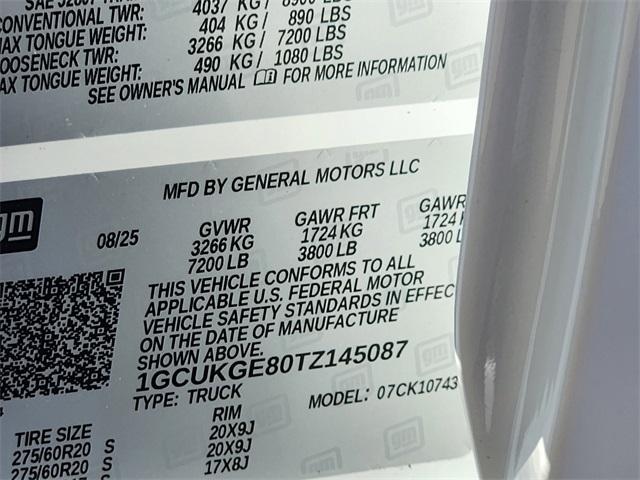 4037 KG/ 8900 LBS
CONVENTIONAL TWR: 404 KG/ 890 LBS
MAX TONGUE WEIGHT: 3266 KG/ 7200 LBS
GOOSENECK TWR: 490 KG/ 1080 LBS
MAX TONGUE WEIGHT:
SEE OWNER'S MANUAL FOR MORE INFORMATION
MFD BY GENERAL MOTORS LLC
gm
08/25
GVWR GAWR FRT GAWR
3266 KG 1724 KG 1724 K
7200 LB 3800 LB 3800 L
THIS VEHICLE CONFORMS TO ALL
APPLICABLE U.S. FEDERAL MOTOR
VEHICLE SAFETY STANDARDS IN EFFEC
ON THE DATE OF MANUFACTURE
SHOWN ABOVE.
1GCUKGE80TZ145087
TYPE: TRUCK MODEL: 07CK10743
TIRE SIZE RIM
275/60R20 S 20X9J
275/60R20 S 20X9J
17X8J